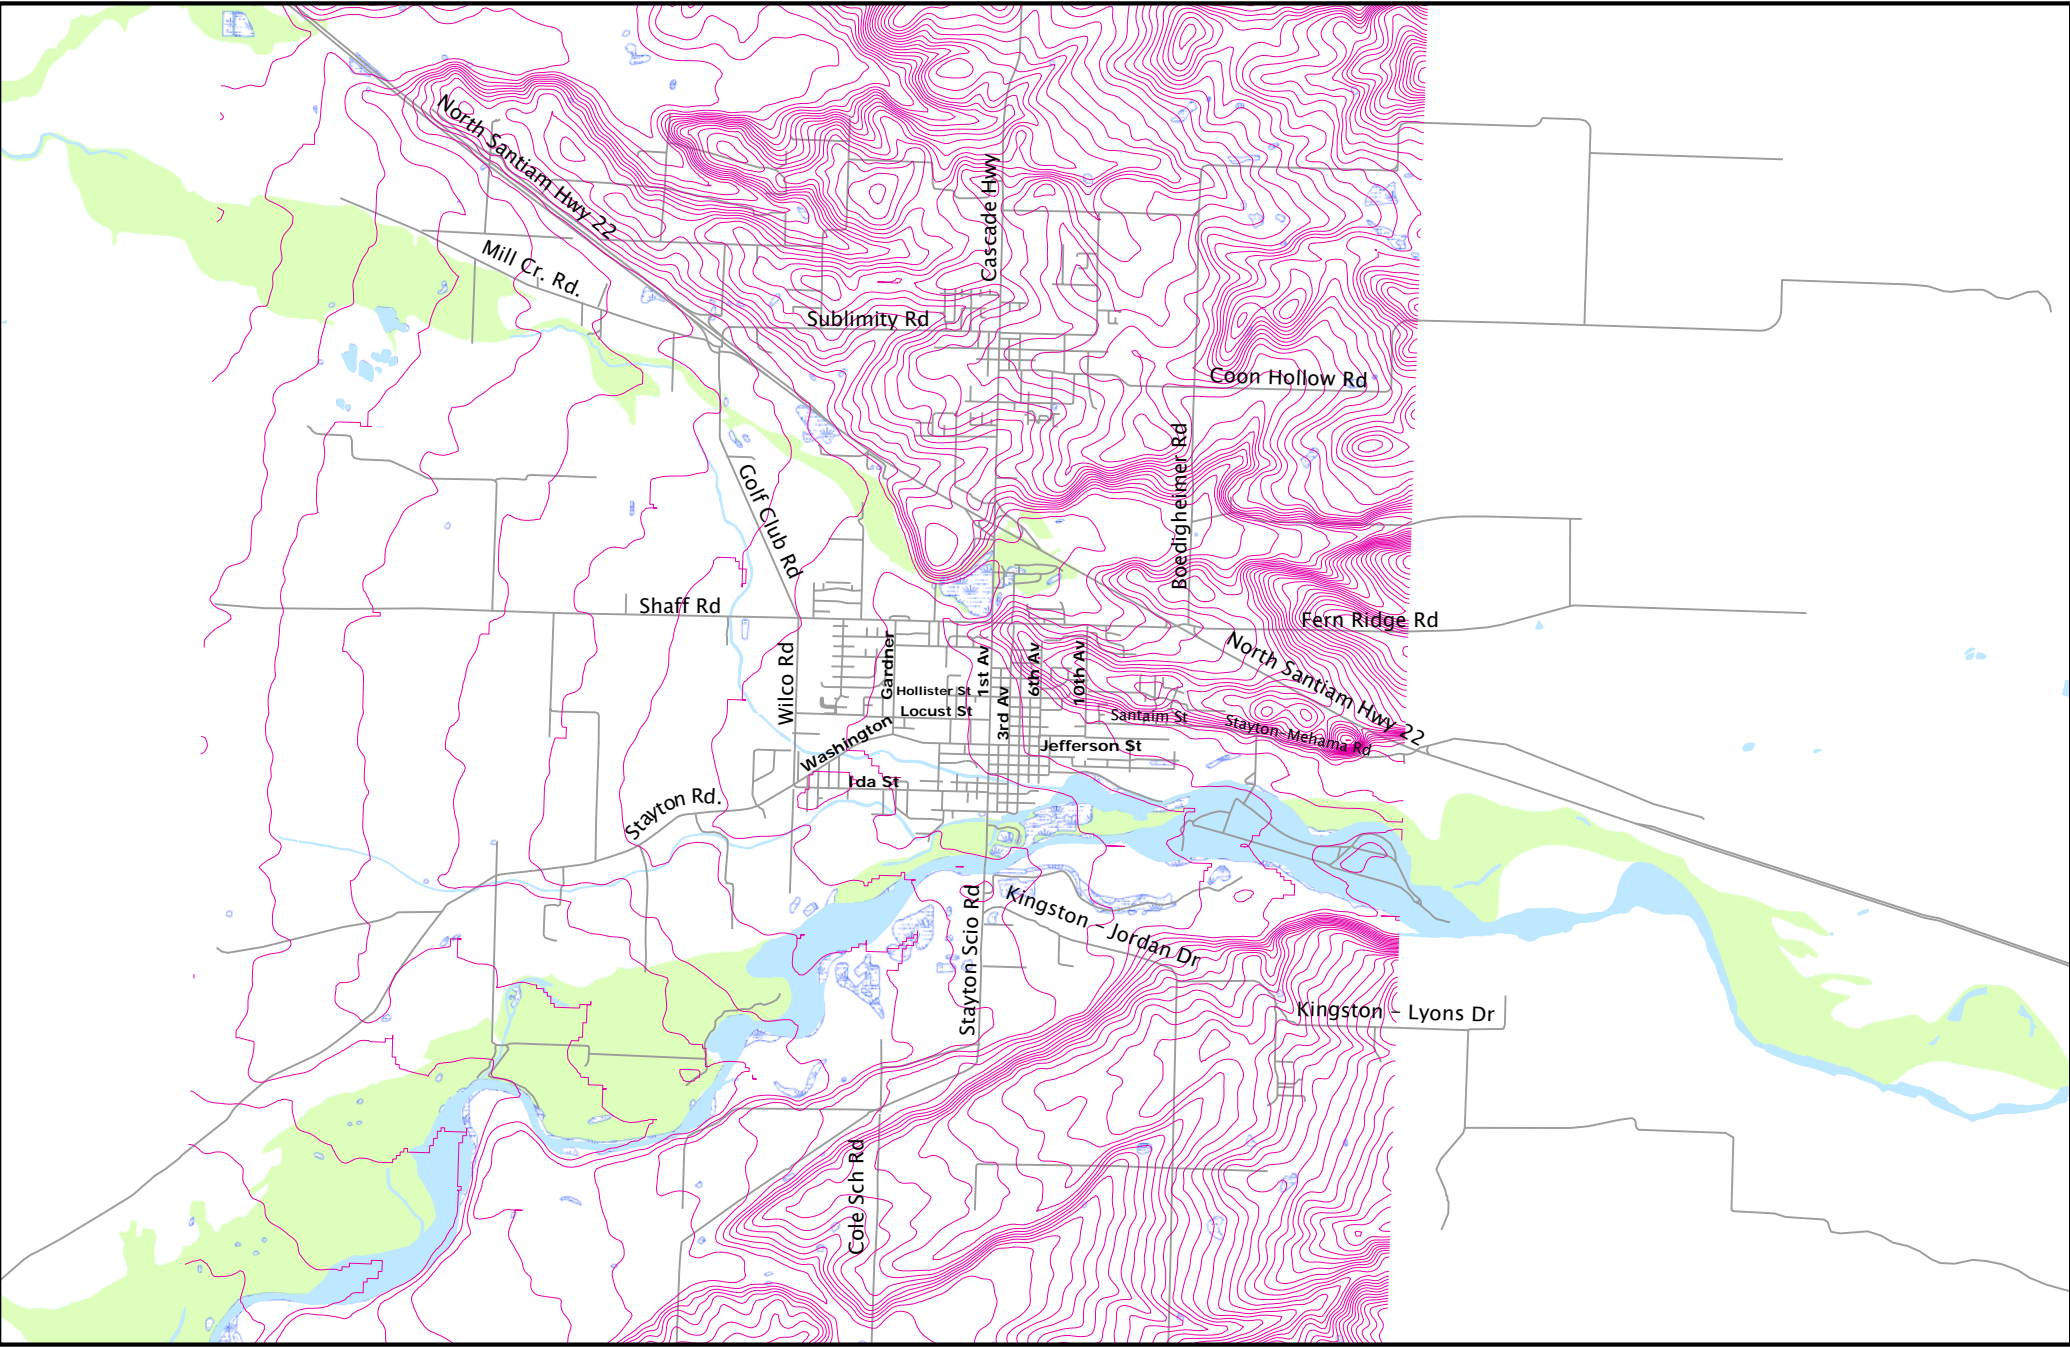 North Santiam Hwy 22
Cascade Hwy
Mill Cr. Rd.
Sublimity Rd
Coon Hollow Rd
Boedigheimer Rd
Golf Club Rd
Shaff Rd
Fern Ridge Rd
Wilco Rd
Gardner
1st Av
6th Av
10th Av
North Santiam Hwy 22
Hollister St
Locust St
3rd Av
Santaim St
Stayton-Mehama Rd
Washington
Jefferson St
Ida St
Stayton Rd.
Stayton Scio Rd
Kingston - Jordan Dr
Kingston - Lyons Dr
Cole Sch Rd